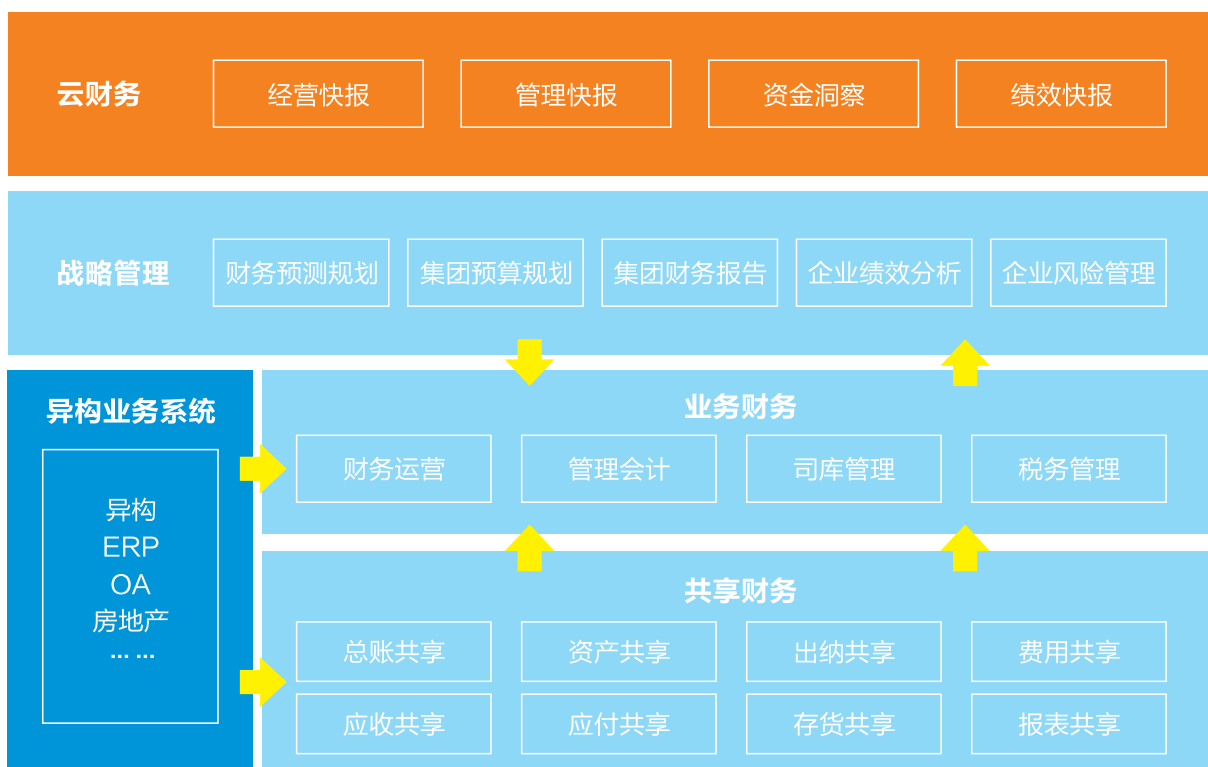 云财务
经营快报
管理快报
资金洞察
绩效快报
战略管理
财务预测规划
集团预算规划
集团财务报告
企业绩效分析
企业风险管理
异构业务系统
异构
ERP
OA
房地产
... ...
业务财务
财务运营
管理会计
司库管理
税务管理
共享财务
总账共享
资产共享
出纳共享
费用共享
应收共享
应付共享
存货共享
报表共享